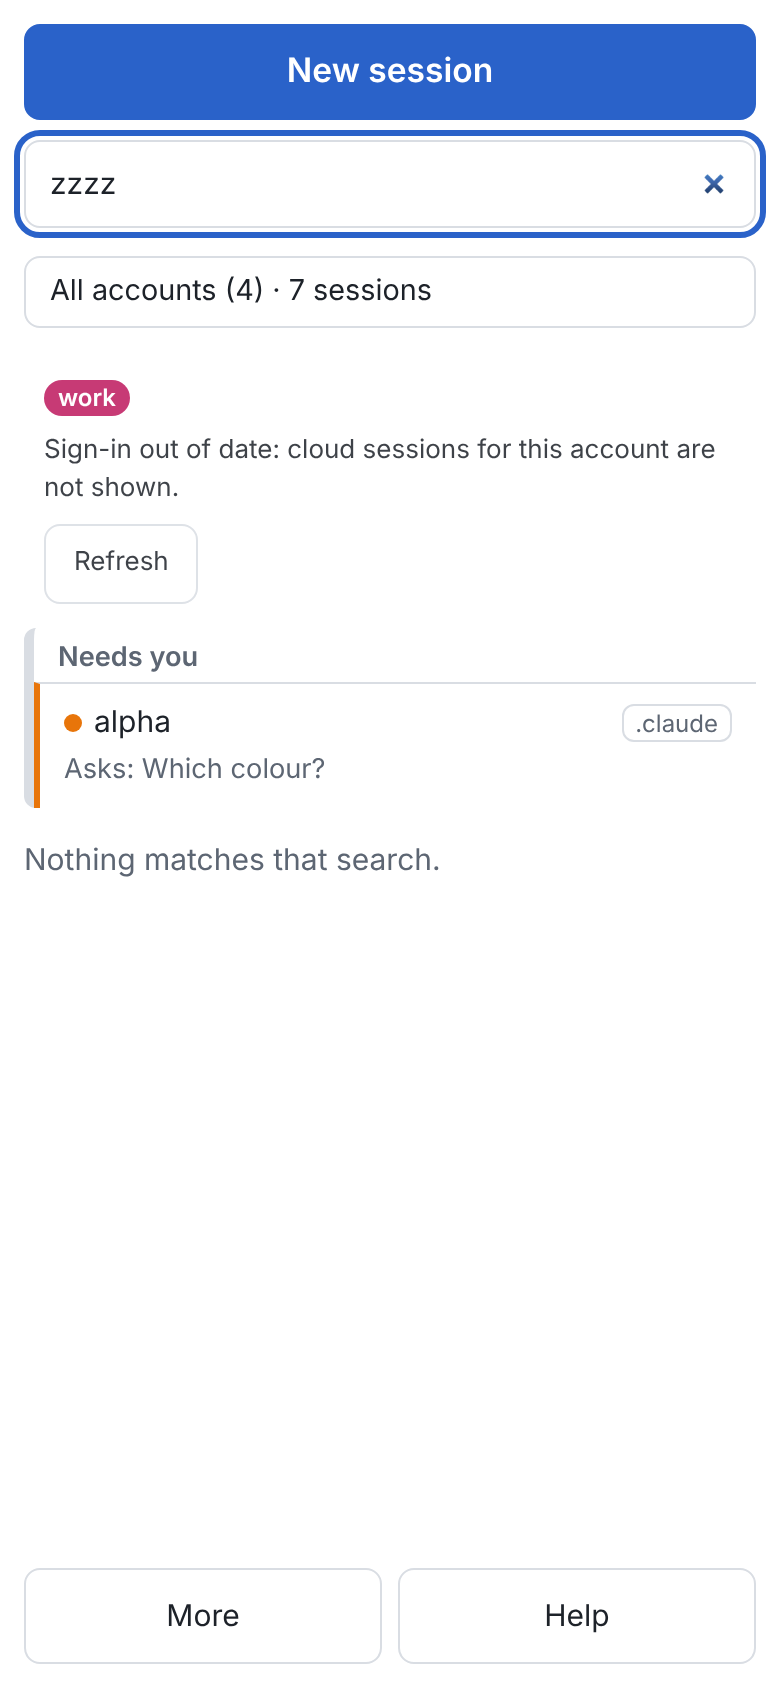 New session
zzzz
All accounts (4) · 7 sessions
work
Sign-in out of date: cloud sessions for this account are
not shown.
Refresh
Needs you
alpha
.claude
Asks: Which colour?
Nothing matches that search.
More
Help